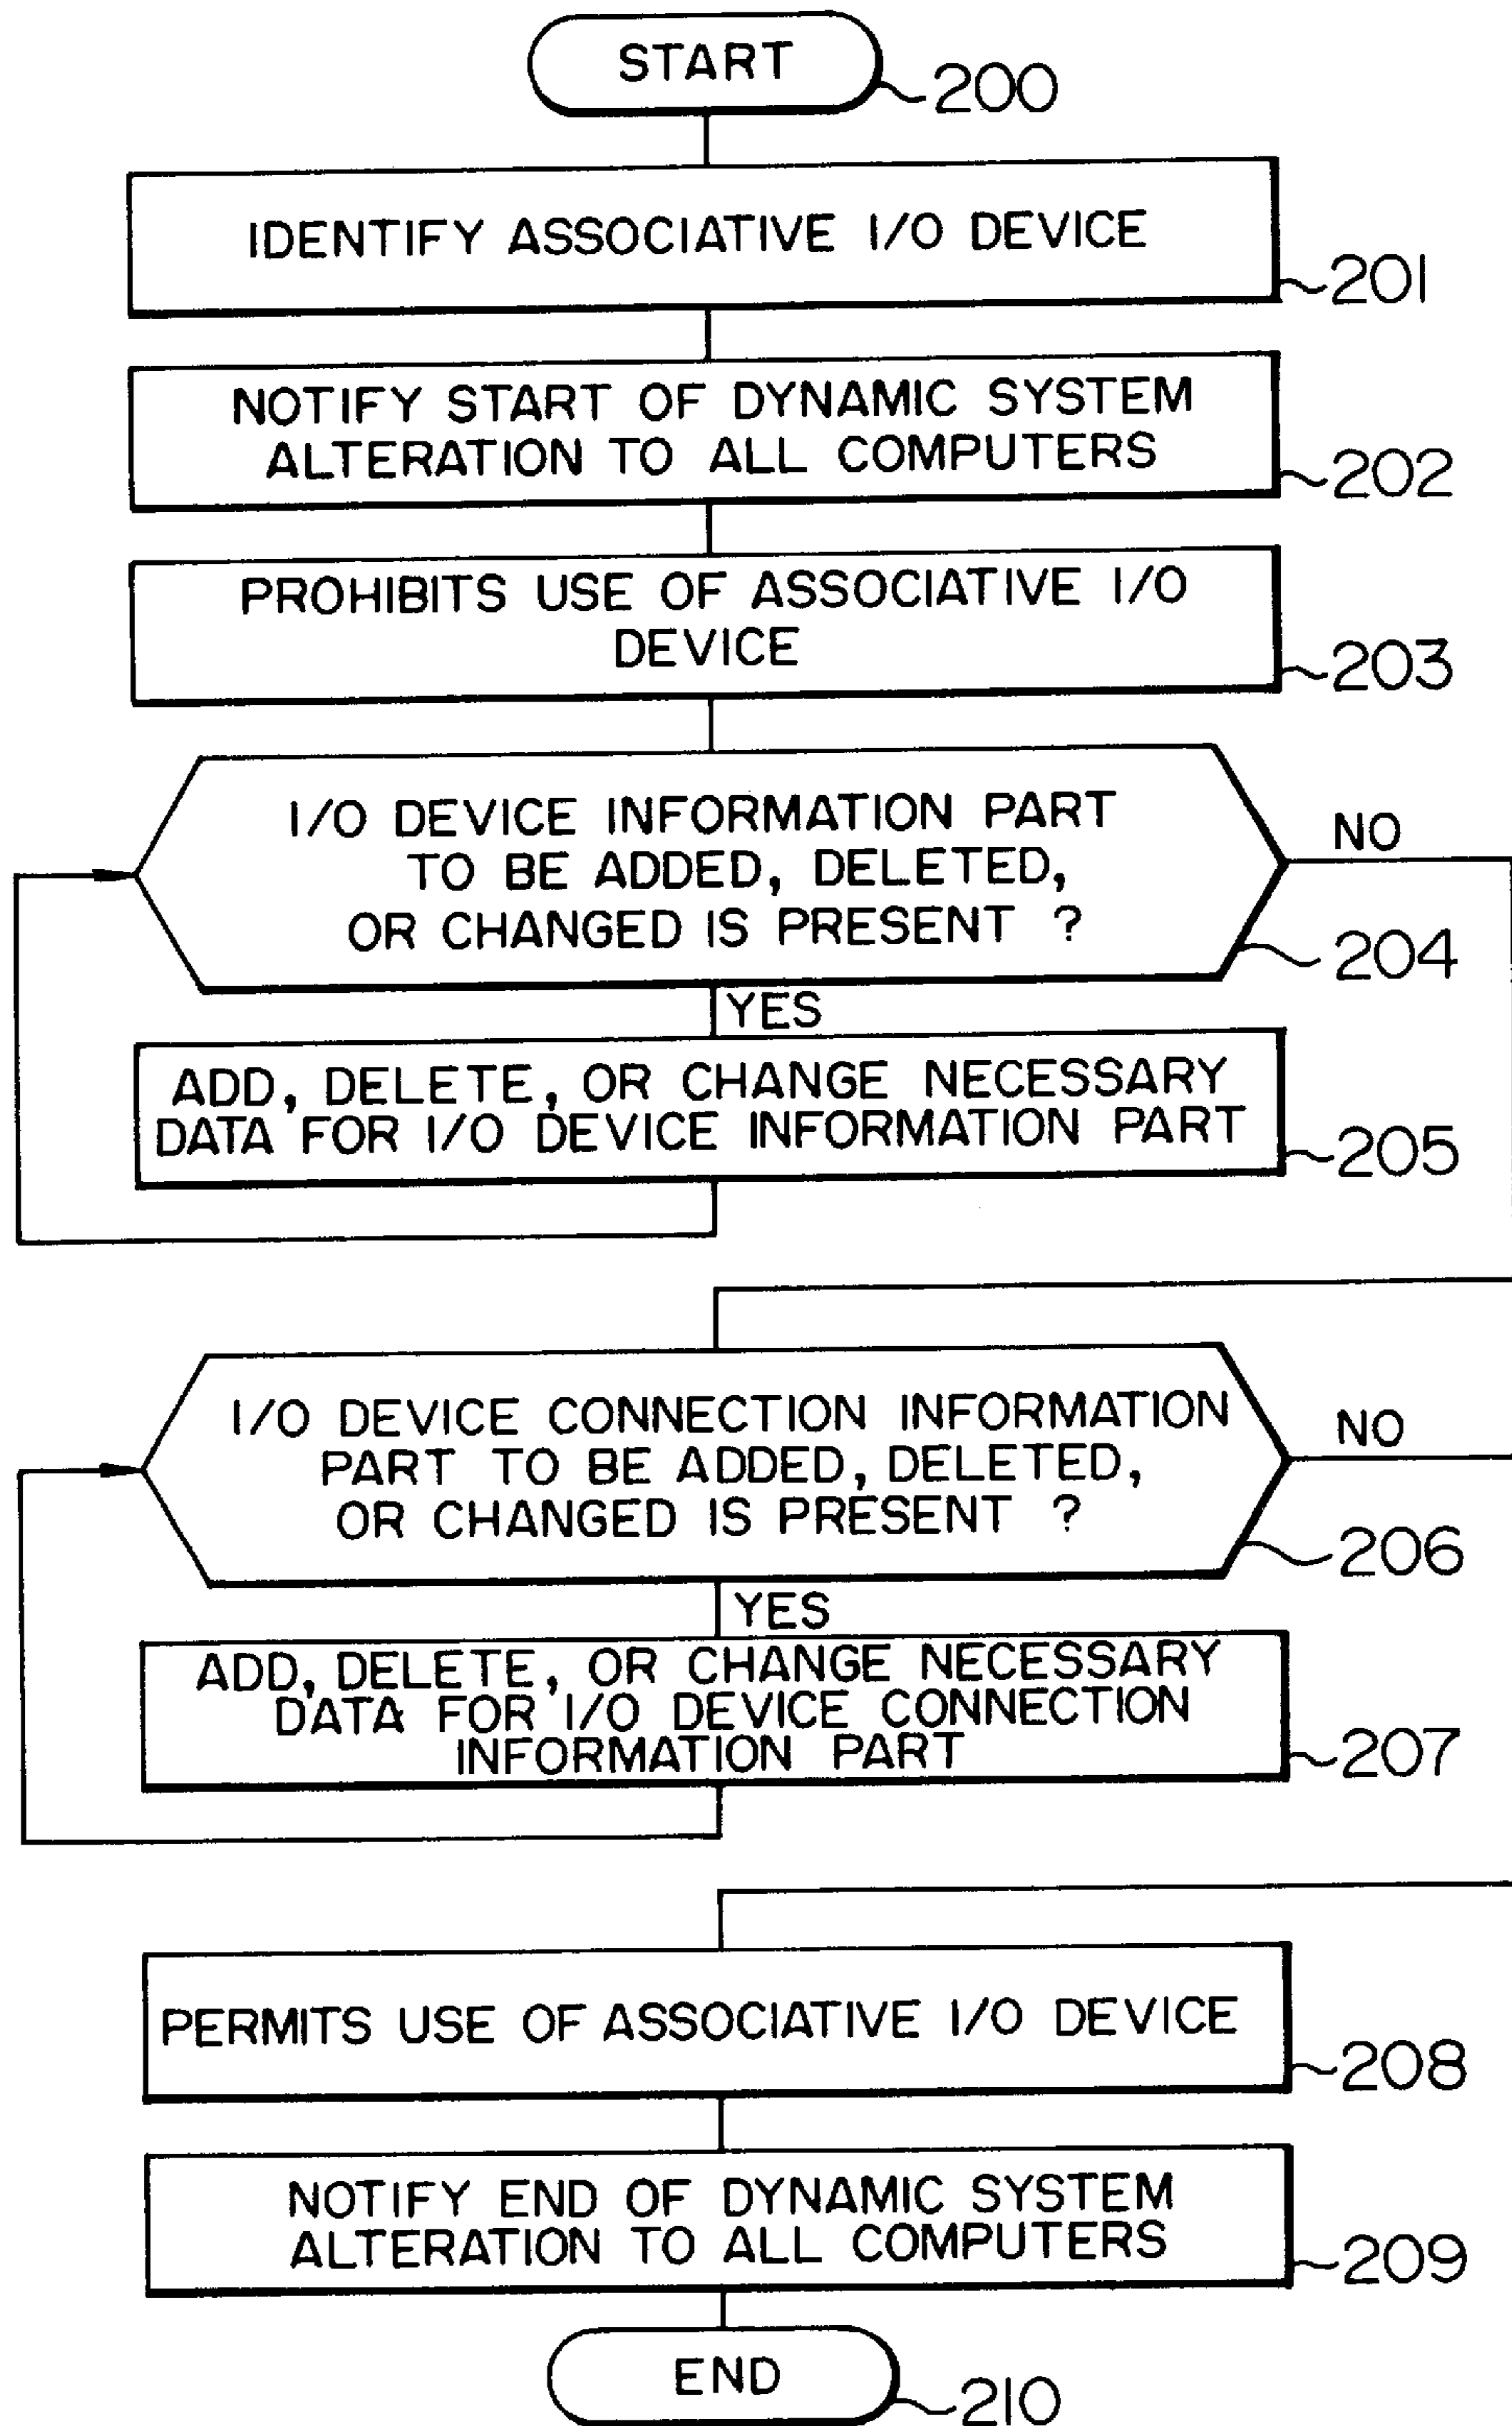 START
200
IDENTIFY ASSOCIATIVE I/O DEVICE
201
NOTIFY START OF DYNAMIC SYSTEM
ALTERATION TO ALL COMPUTERS
202
PROHIBITS USE OF ASSOCIATIVE I/O
DEVICE
203
I/O DEVICE INFORMATION PART
TO BE ADDED, DELETED,
OR CHANGED IS PRESENT ?
NO
204
YES
ADD, DELETE, OR CHANGE NECESSARY
DATA FOR I/O DEVICE INFORMATION PART
205
I/O DEVICE CONNECTION INFORMATION
PART TO BE ADDED, DELETED,
OR CHANGED IS PRESENT ?
NO
206
YES
ADD, DELETE, OR CHANGE NECESSARY
DATA FOR I/O DEVICE CONNECTION
INFORMATION PART
207
PERMITS USE OF ASSOCIATIVE I/O DEVICE
208
NOTIFY END OF DYNAMIC SYSTEM
ALTERATION TO ALL COMPUTERS
209
END
210